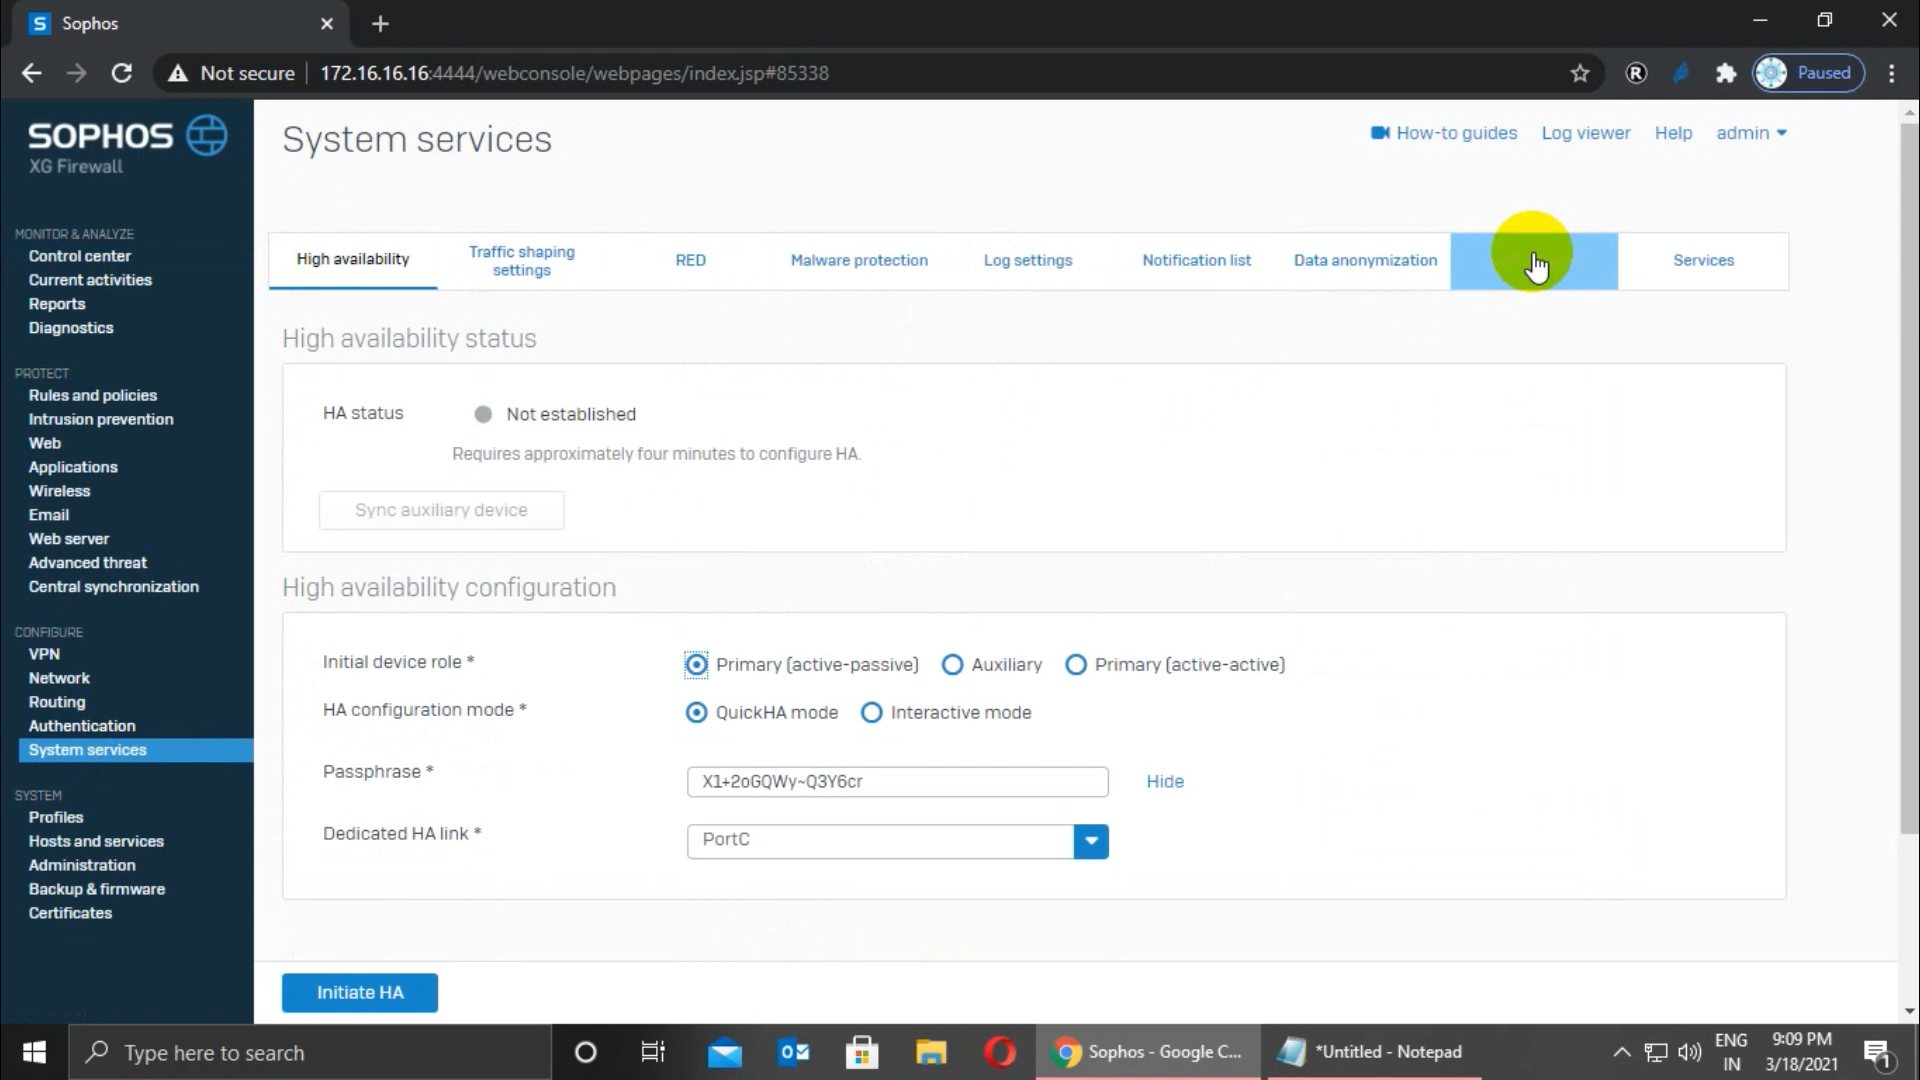 Sophos
Not secure
172.16.16.16:4444/webconsole/webpages/index.jsp#85338
R
Paused
SOPHOS
XG Firewall
System services
How-to guides
Log viewer
Help
admin
MONITOR & ANALYZE
Control center
Current activities
Reports
Diagnostics
PROTECT
Rules and policies
Intrusion prevention
Web
Applications
Wireless
Email
Web server
Advanced threat
Central synchronization
CONFIGURE
VPN
Network
Routing
Authentication
System services
SYSTEM
Profiles
Hosts and services
Administration
Backup & firmware
Certificates
High availability
Traffic shaping
settings
RED
Malware protection
Log settings
Notification list
Data anonymization
Services
High availability status
HA status
Not established
Requires approximately four minutes to configure HA.
Sync auxiliary device
High availability configuration
Initial device role *
Primary (active-passive)
Auxiliary
Primary (active-active)
HA configuration mode *
QuickHA mode
Interactive mode
Passphrase *
X1+2oGQWy~Q3Y6cr
Hide
Dedicated HA link *
PortC
Initiate HA
Type here to search
Sophos - Google C...
*Untitled - Notepad
ENG
IN
9:09 PM
3/18/2021
1